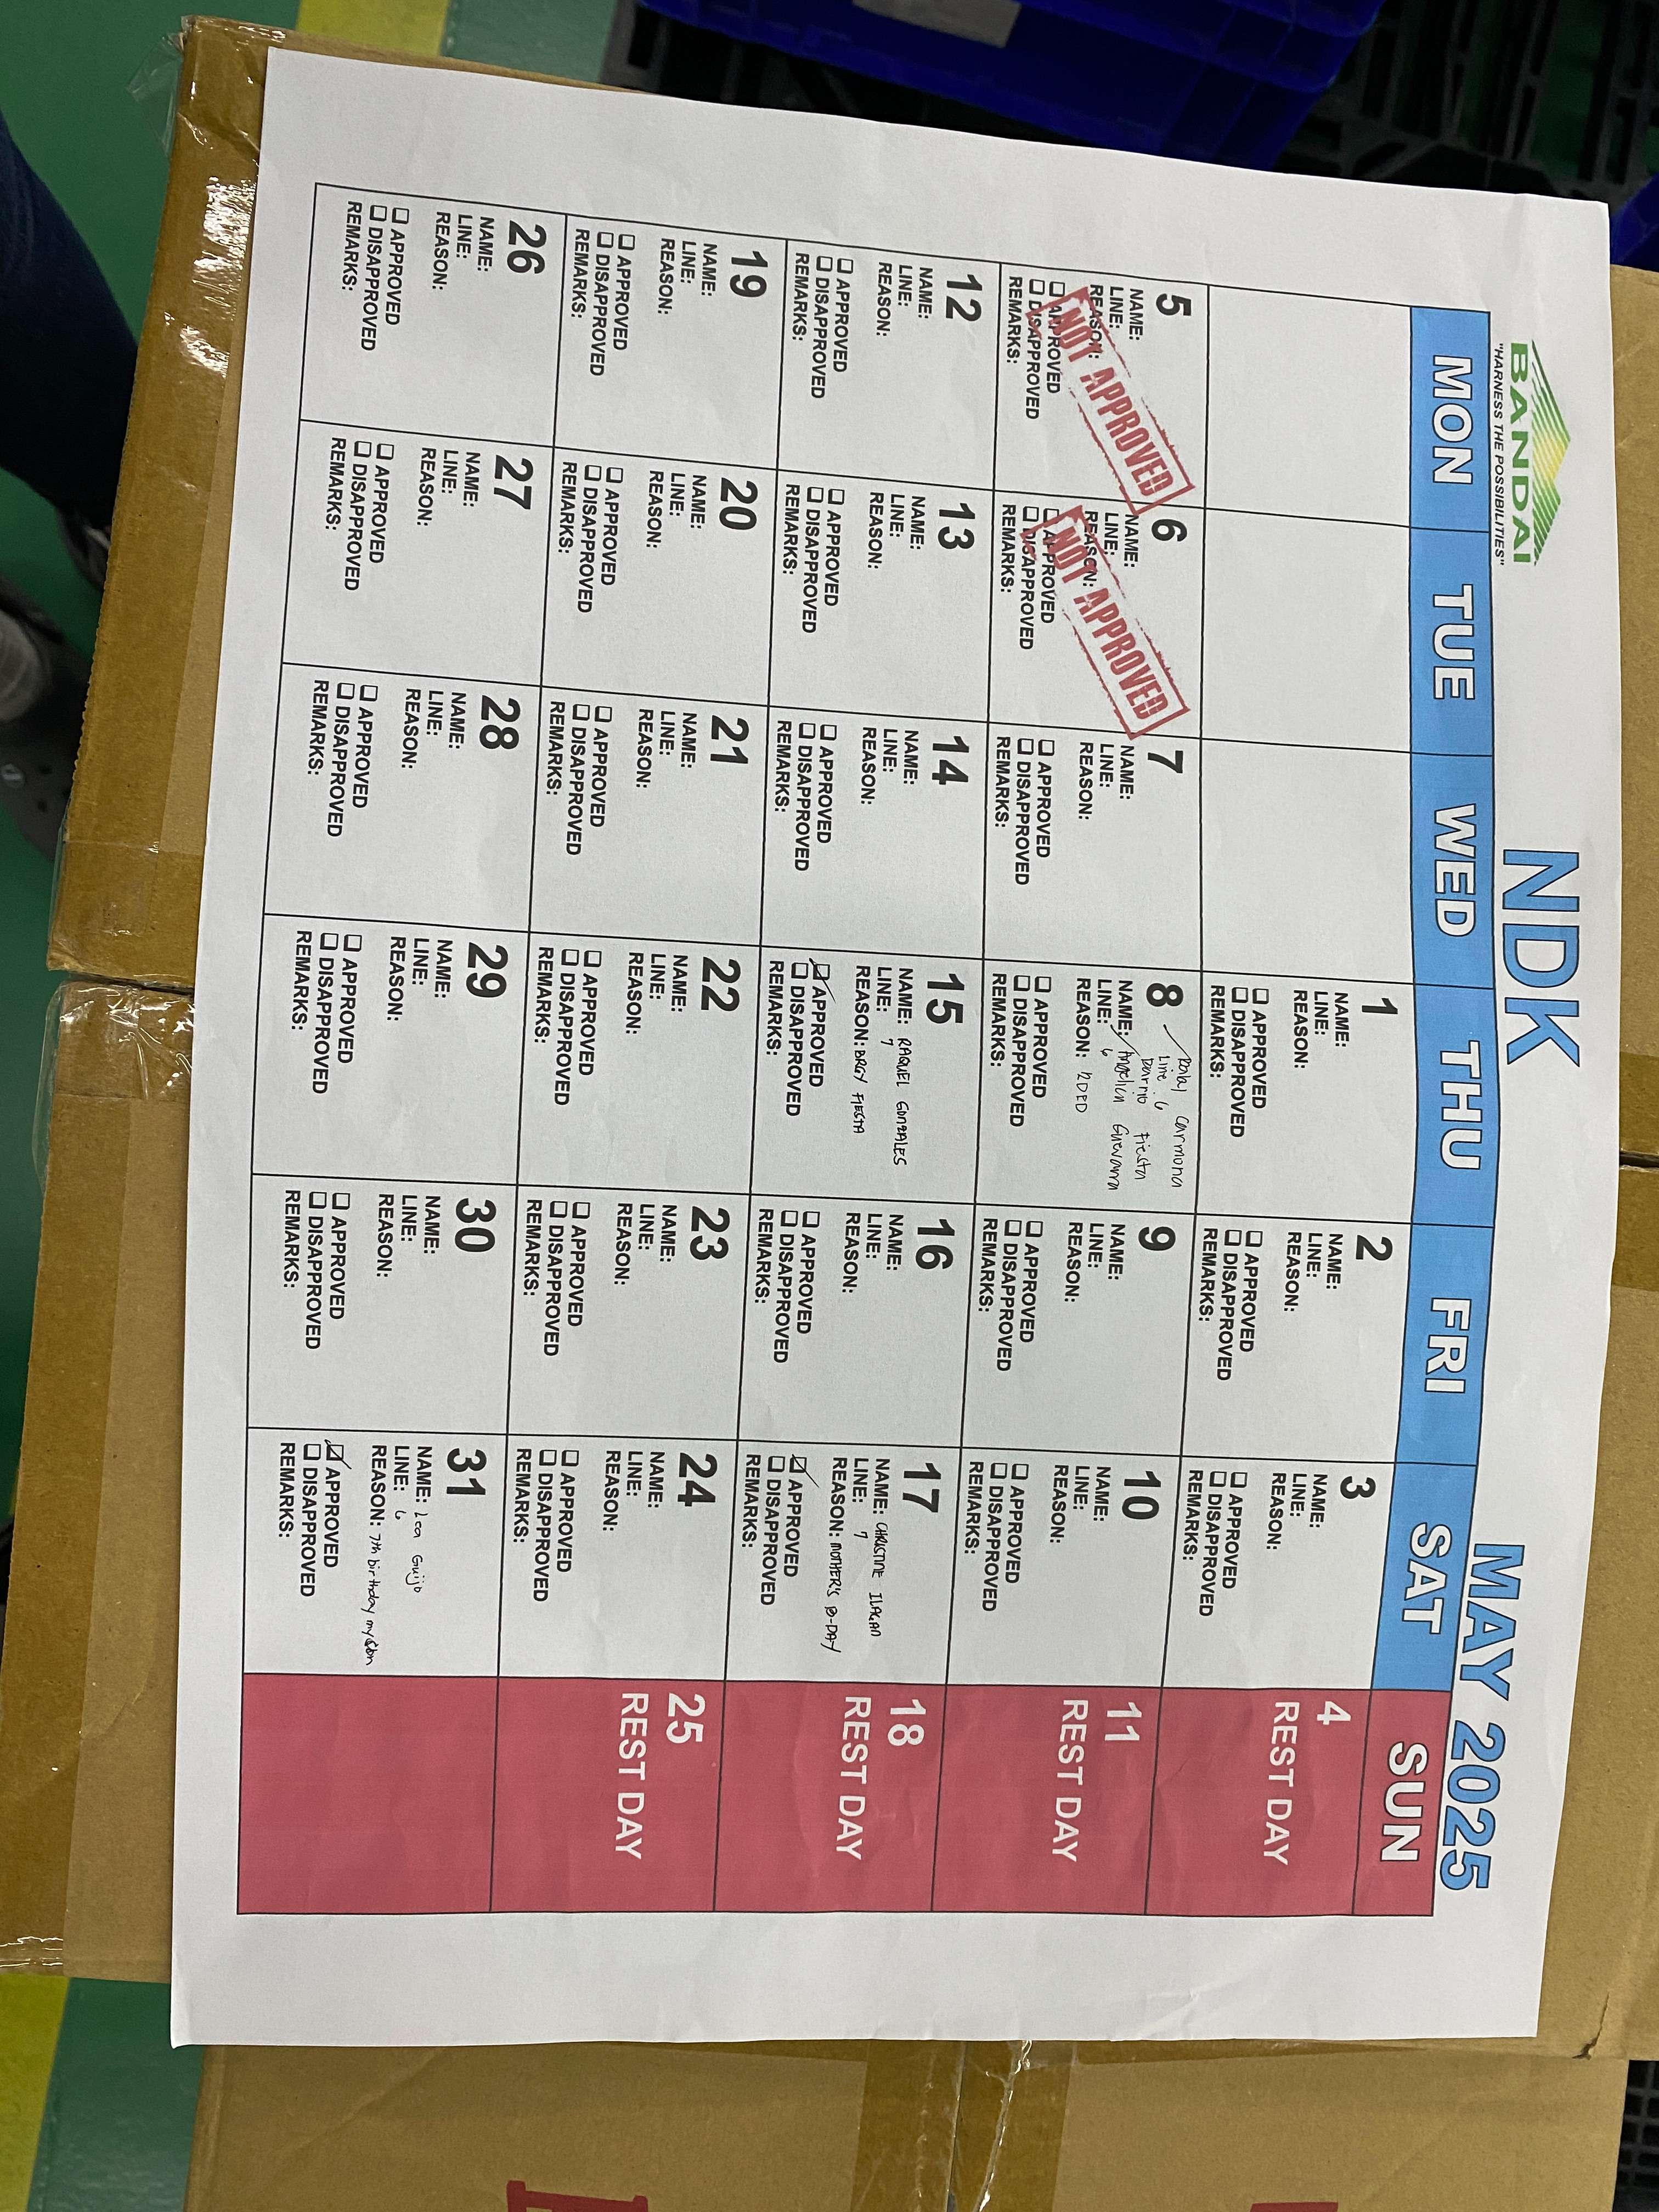 BANDAI
"HARNESS THE POSSIBILITIES"
NDK
MAY 2025
MON TUE WED THU FRI SAT SUN
1
NAME:
LINE:
REASON:
❑ APPROVED
❑ DISAPPROVED
REMARKS:
2
NAME:
LINE:
REASON:
❑ APPROVED
❑ DISAPPROVED
REMARKS:
3
NAME:
LINE:
REASON:
❑ APPROVED
❑ DISAPPROVED
REMARKS:
4
REST DAY
5
NAME:
LINE:
REASON:
❑ APPROVED
❑ DISAPPROVED
REMARKS:
NOT APPROVED
6
NAME:
LINE:
REASON:
❑ APPROVED
❑ DISAPPROVED
REMARKS:
NOT APPROVED
7
NAME:
LINE:
REASON:
❑ APPROVED
❑ DISAPPROVED
REMARKS:
8
Carmona
Line 6
Barrio Fiesta
NAME: Angelica Guevarra
LINE: 6
REASON:
❑ APPROVED
❑ DISAPPROVED
REMARKS:
9
NAME:
LINE:
REASON:
❑ APPROVED
❑ DISAPPROVED
REMARKS:
10
NAME:
LINE:
REASON:
❑ APPROVED
❑ DISAPPROVED
REMARKS:
11
REST DAY
12
NAME:
LINE:
REASON:
❑ APPROVED
❑ DISAPPROVED
REMARKS:
13
NAME:
LINE:
REASON:
❑ APPROVED
❑ DISAPPROVED
REMARKS:
14
NAME:
LINE:
REASON:
❑ APPROVED
❑ DISAPPROVED
REMARKS:
15
NAME: RAQUEL GONZALES
LINE: 7
REASON: BRGY FIESTA
☑ APPROVED
❑ DISAPPROVED
REMARKS:
16
NAME:
LINE:
REASON:
❑ APPROVED
❑ DISAPPROVED
REMARKS:
17
NAME: CHRISTINE ILAGAN
LINE: 7
REASON: MOTHER'S B-DAY
☑ APPROVED
❑ DISAPPROVED
REMARKS:
18
REST DAY
19
NAME:
LINE:
REASON:
❑ APPROVED
❑ DISAPPROVED
REMARKS:
20
NAME:
LINE:
REASON:
❑ APPROVED
❑ DISAPPROVED
REMARKS:
21
NAME:
LINE:
REASON:
❑ APPROVED
❑ DISAPPROVED
REMARKS:
22
NAME:
LINE:
REASON:
❑ APPROVED
❑ DISAPPROVED
REMARKS:
23
NAME:
LINE:
REASON:
❑ APPROVED
❑ DISAPPROVED
REMARKS:
24
NAME:
LINE:
REASON:
❑ APPROVED
❑ DISAPPROVED
REMARKS:
25
REST DAY
26
NAME:
LINE:
REASON:
❑ APPROVED
❑ DISAPPROVED
REMARKS:
27
NAME:
LINE:
REASON:
❑ APPROVED
❑ DISAPPROVED
REMARKS:
28
NAME:
LINE:
REASON:
❑ APPROVED
❑ DISAPPROVED
REMARKS:
29
NAME:
LINE:
REASON:
❑ APPROVED
❑ DISAPPROVED
REMARKS:
30
NAME:
LINE:
REASON:
❑ APPROVED
❑ DISAPPROVED
REMARKS:
31
NAME: Lea Guijo
LINE: 6
REASON: 7th birthday my son
☑ APPROVED
❑ DISAPPROVED
REMARKS: